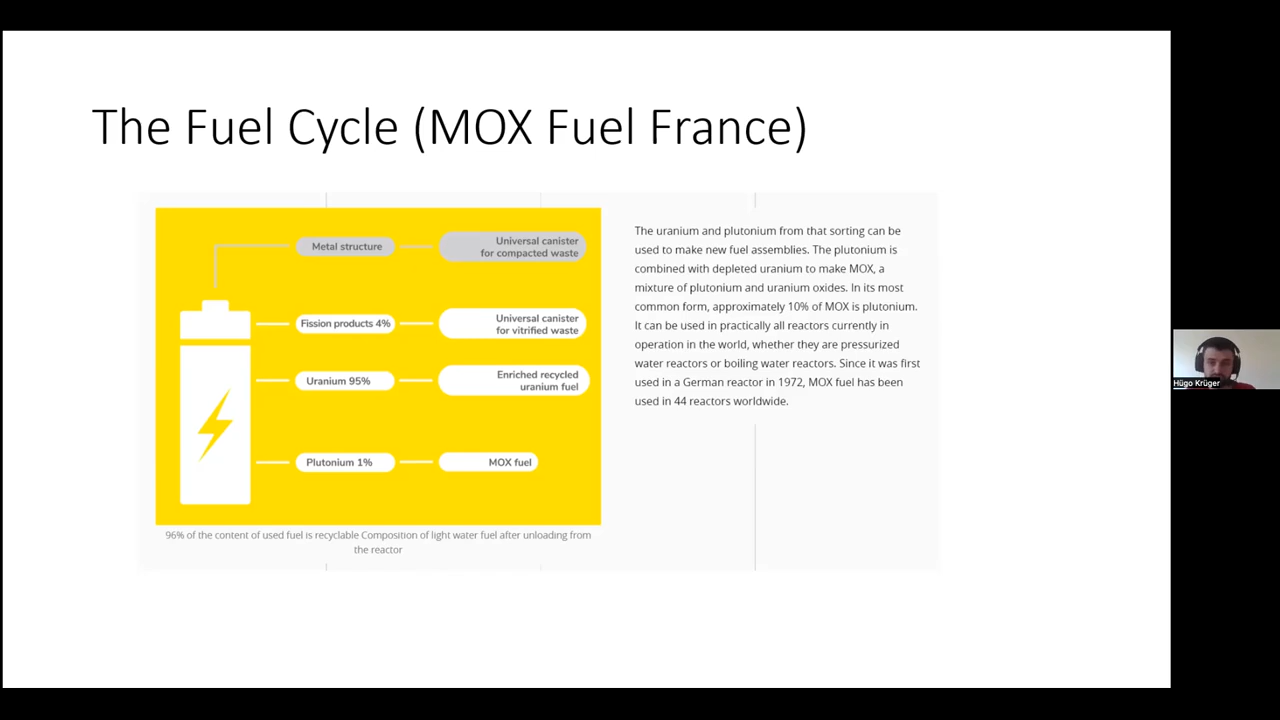 The Fuel Cycle (MOX Fuel France)
Metal structure
Universal canister
for compacted waste
Fission products 4%
Universal canister
for vitrified waste
Uranium 95%
Enriched recycled
uranium fuel
Plutonium 1%
MOX fuel
96% of the content of used fuel is recyclable Composition of light water fuel after unloading from
the reactor
The uranium and plutonium from that sorting can be
used to make new fuel assemblies. The plutonium is
combined with depleted uranium to make MOX, a
mixture of plutonium and uranium oxides. In its most
common form, approximately 10% of MOX is plutonium.
It can be used in practically all reactors currently in
operation in the world, whether they are pressurized
water reactors or boiling water reactors. Since it was first
used in a German reactor in 1972, MOX fuel has been
used in 44 reactors worldwide.
Hügo Krüger